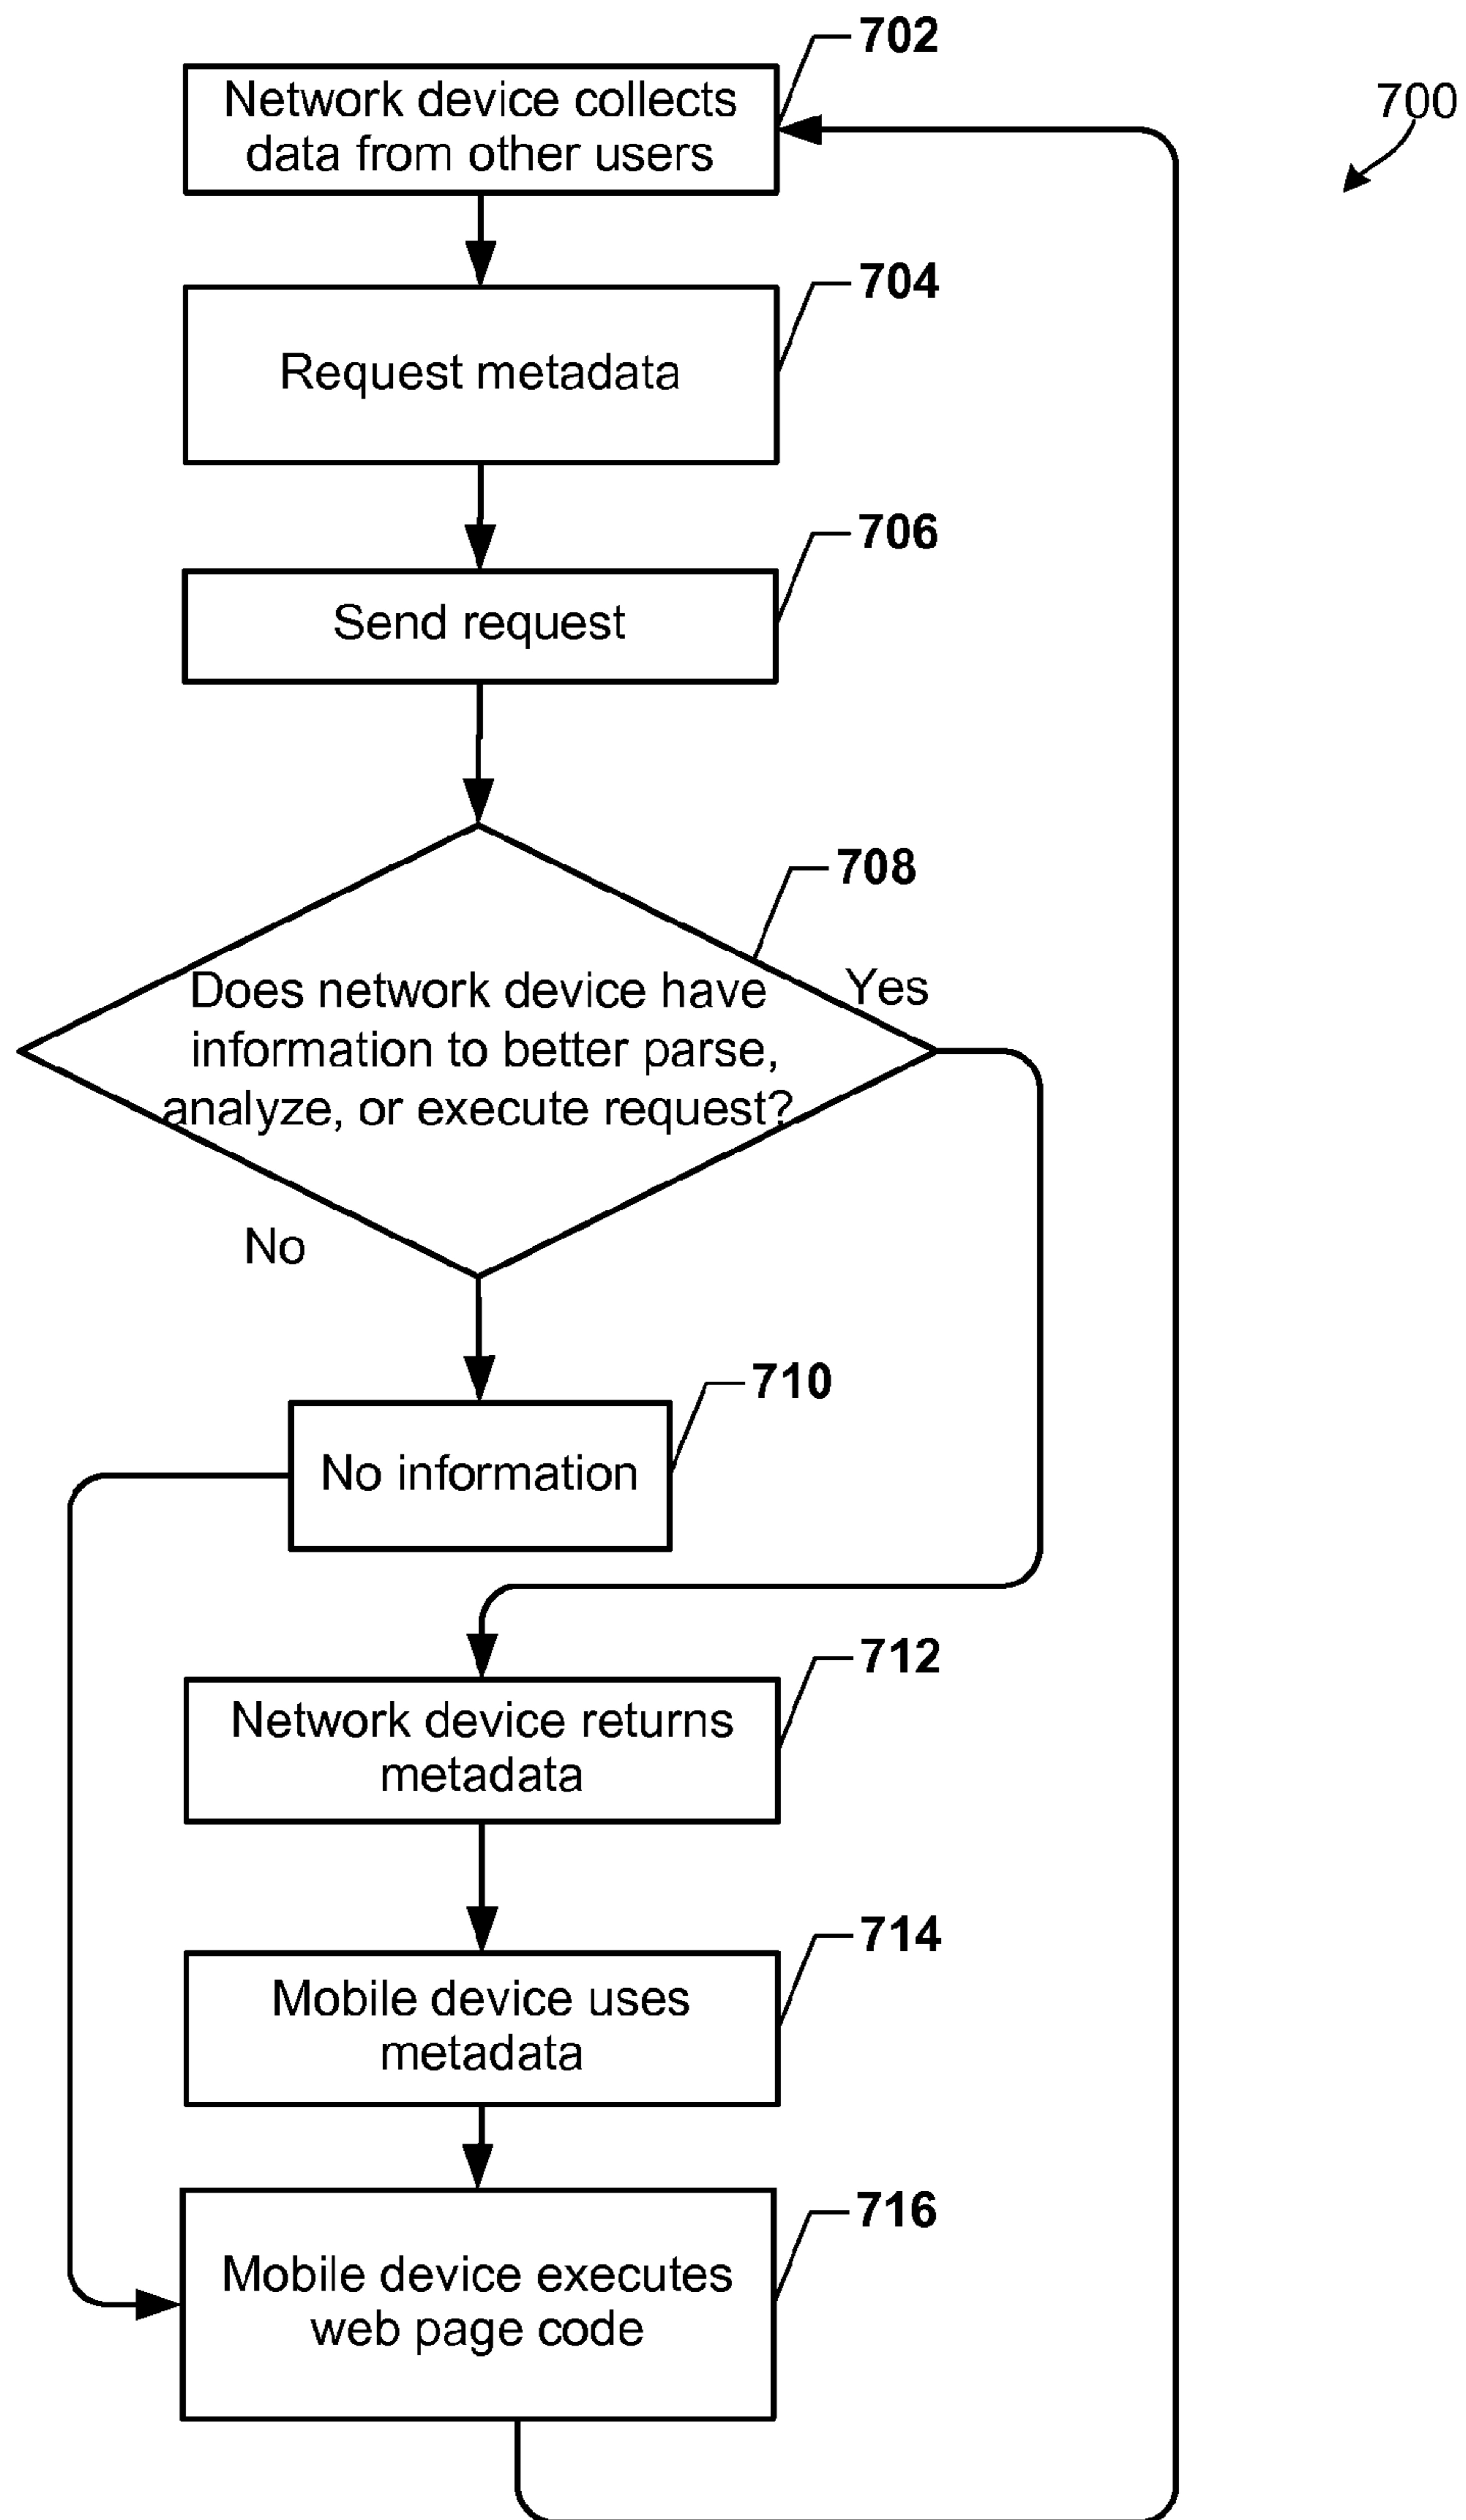 702
700
Network device collects
data from other users
704
Request metadata
706
Send request
708
Does network device have
information to better parse,
analyze, or execute request?
Yes
No
710
No information
712
Network device returns
metadata
714
Mobile device uses
metadata
716
Mobile device executes
web page code